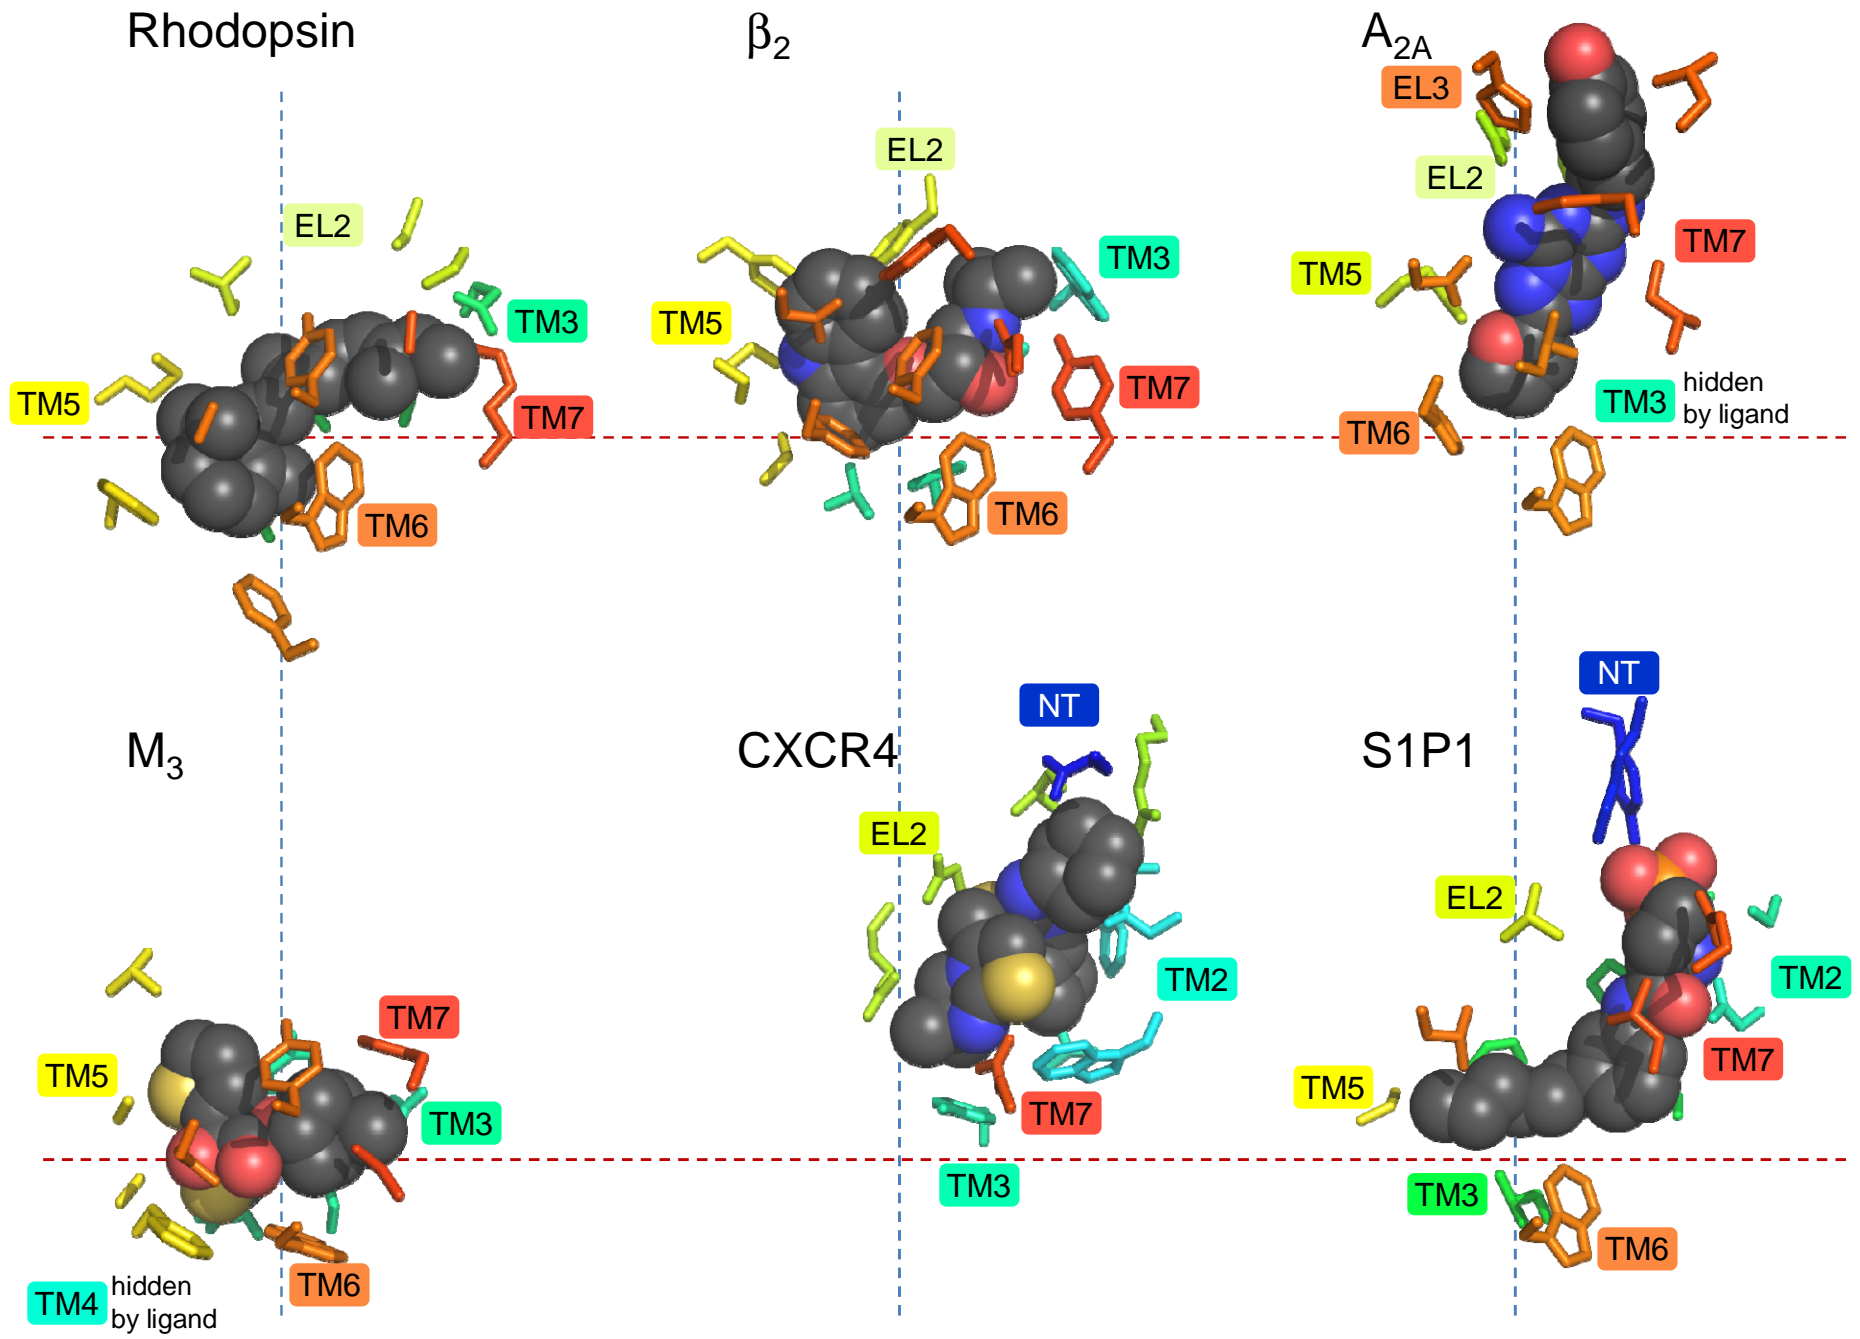 Rhodopsin
EL2
TM3
TM5
TM7
TM6
β2
EL2
TM3
TM5
TM7
TM6
A2A
EL3
EL2
TM7
TM5
TM3
hidden
by ligand
TM6
M3
TM7
TM5
TM3
TM6
TM4
hidden
by ligand
CXCR4
NT
EL2
TM2
TM7
TM3
S1P1
NT
EL2
TM2
TM7
TM5
TM3
TM6